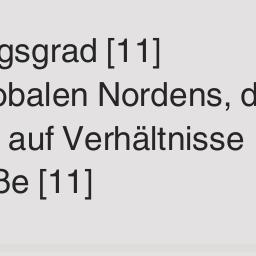 gsgrad [11]
obalen Nordens, d
auf Verhältnisse
ße [11]